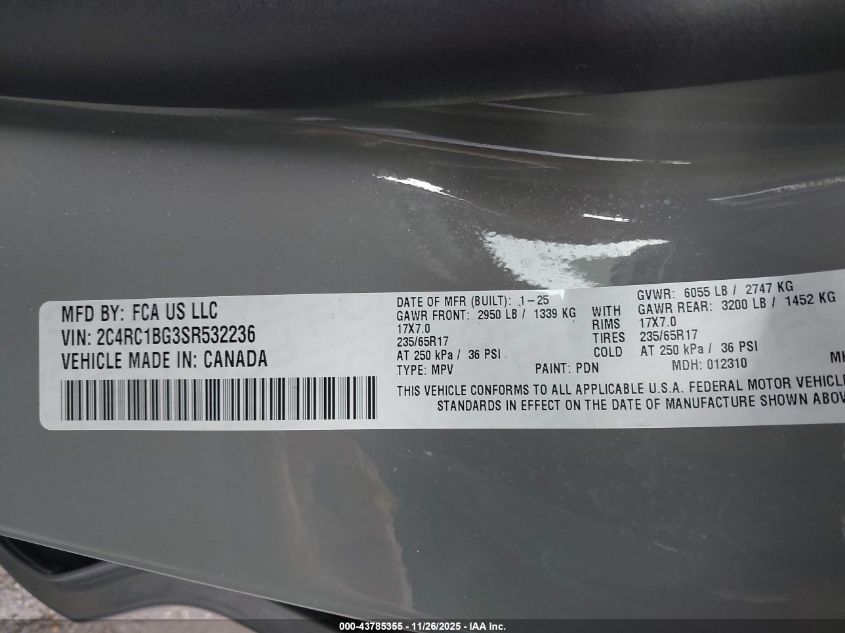 MFD BY: FCA US LLC
VIN: 2C4RC1BG3SR532236
VEHICLE MADE IN: CANADA
DATE OF MFR (BUILT): 1-25
GAWR FRONT: 2950 LB / 1339 KG
17X7.0
235/65R17
AT 250 kPa / 36 PSI
TYPE: MPV
WITH
RIMS
TIRES
COLD
GVWR: 6055 LB / 2747 KG
GAWR REAR: 3200 LB / 1452 KG
17X7.0
235/65R17
AT 250 kPa / 36 PSI
PAINT: PDN
MDH: 012310
THIS VEHICLE CONFORMS TO ALL APPLICABLE U.S.A. FEDERAL MOTOR VEHICLE
STANDARDS IN EFFECT ON THE DATE OF MANUFACTURE SHOWN ABOV
000-43785355 - 11/26/2025 - IAA Inc.